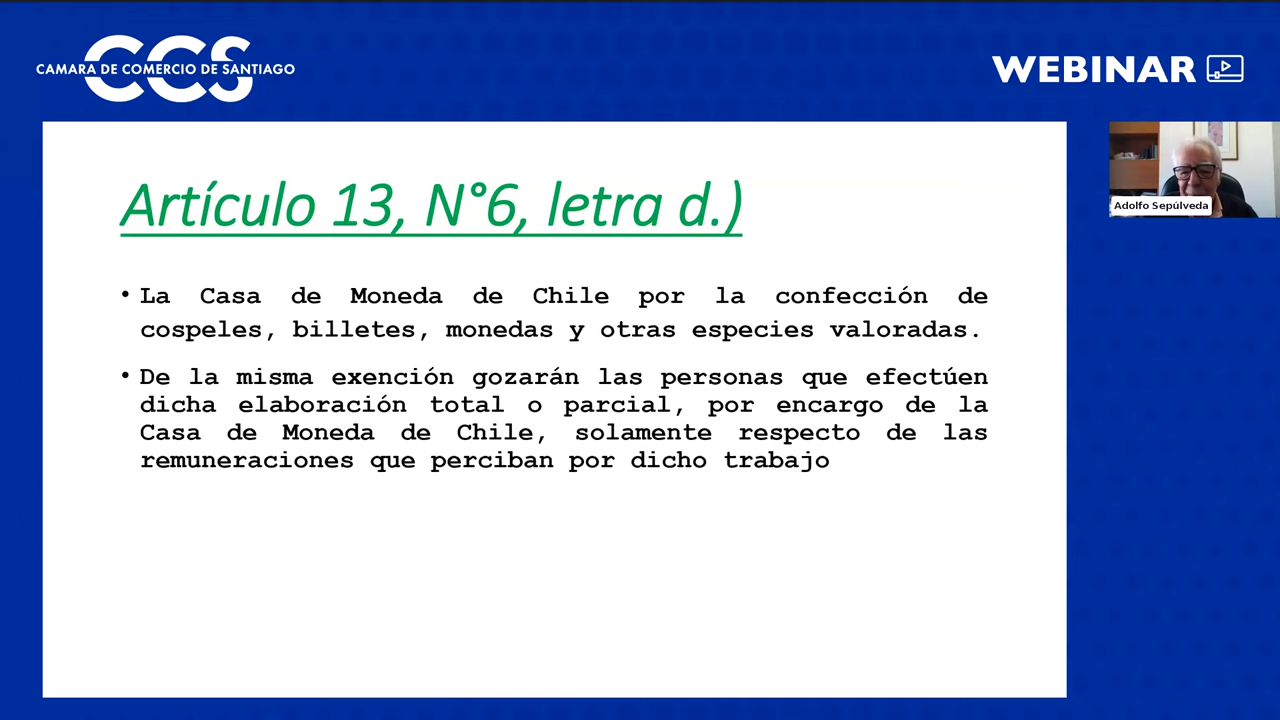 CCS
CAMARA DE COMERCIO DE SANTIAGO
WEBINAR
Artículo 13, N°6, letra d.)
• La Casa de Moneda de Chile por la confección de
cospeles, billetes, monedas y otras especies valoradas.
• De la misma exención gozarán las personas que efectúen
dicha elaboración total o parcial, por encargo de la
Casa de Moneda de Chile, solamente respecto de las
remuneraciones que perciban por dicho trabajo
Adolfo Sepúlveda